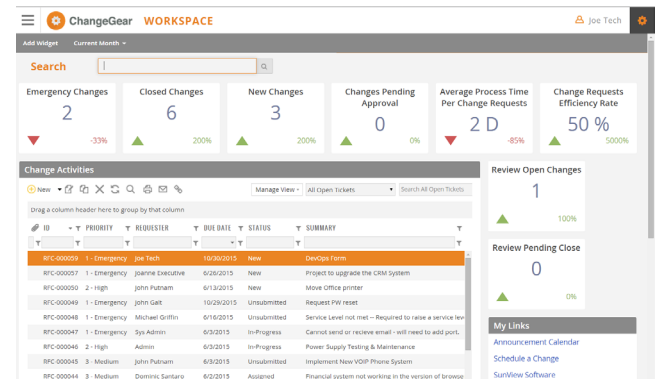 ChangeGear WORKSPACE
Joe Tech
Add Widget Current Month
Search
Emergency Changes
2
-33%
Closed Changes
6
200%
New Changes
3
200%
Changes Pending Approval
0
0%
Average Process Time Per Change Requests
2 D
-85%
Change Requests Efficiency Rate
50 %
5000%
Change Activities
New
Manage View
All Open Tickets
Search All Open Tickets
Drag a column header here to group by that column
ID PRIORITY REQUESTER DUE DATE STATUS SUMMARY
RFC-000059 1 - Emergency Joe Tech 10/30/2015 New DevOps Form
RFC-000057 1 - Emergency Joanne Executive 6/26/2015 New Project to upgrade the CRM System
RFC-000050 2 - High John Putnam 6/13/2015 New Move Office printer
RFC-000049 1 - Emergency John Gait 10/29/2015 Unsubmitted Request PW reset
RFC-000048 1 - Emergency Michael Griffin 6/16/2015 Unsubmitted Service Level not met -- Required to raise a service lev
RFC-000047 1 - Emergency Sys Admin 6/3/2015 In-Progress Cannot send or recieve email - will need to add port.
RFC-000046 2 - High Admin 6/3/2015 In-Progress Power Supply Testing & Maintenance
RFC-000045 3 - Medium John Putnam 6/3/2015 Unsubmitted Implement New VOIP Phone System
RFC-000044 3 - Medium Dominic Santaro 6/2/2015 Assigned Financial system not working in the version of browse
Review Open Changes
1
100%
Review Pending Close
0
0%
My Links
Announcement Calendar
Schedule a Change
SunView Software